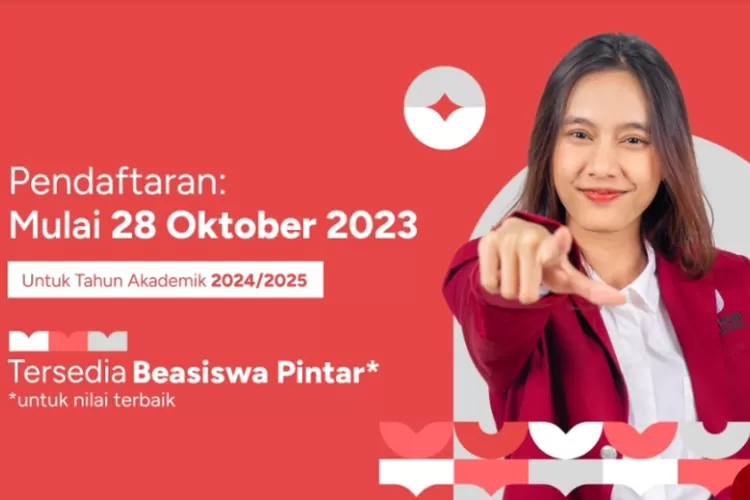 Pendaftaran:
Mulai 28 Oktober 2023
Untuk Tahun Akademik 2024/2025
Tersedia Beasiswa Pintar*
*untuk nilai terbaik